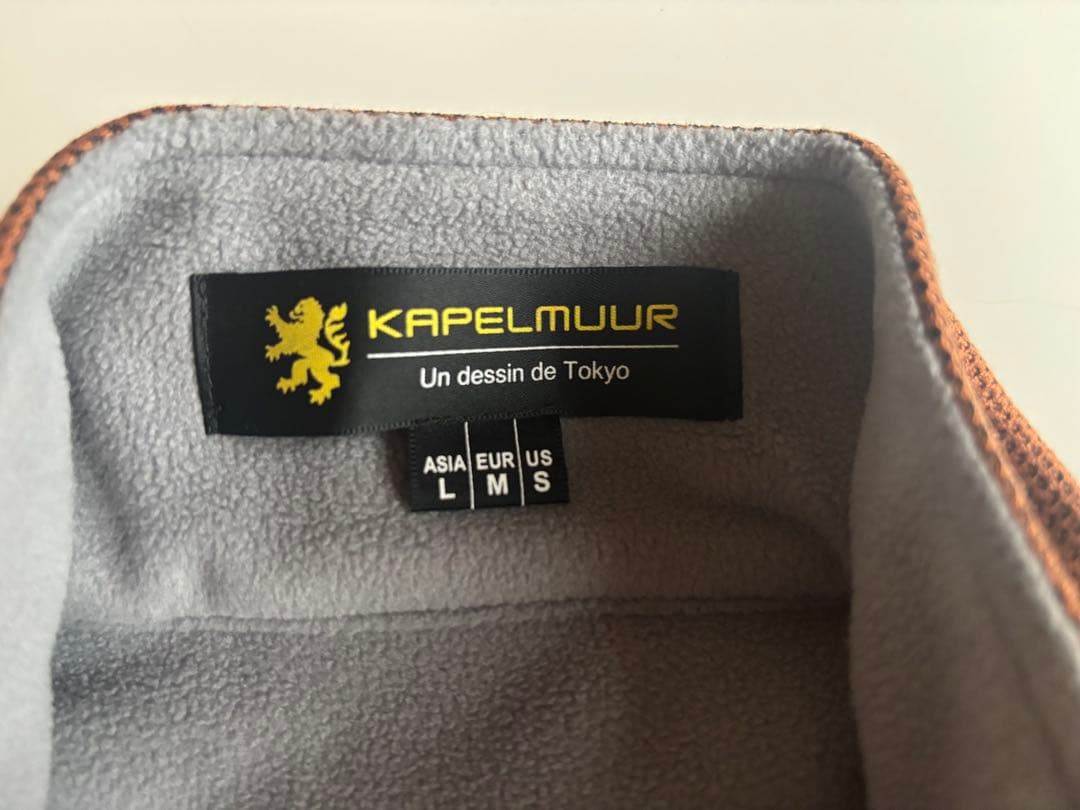 KAPELMUUR
Un dessin de Tokyo
ASIA EUR US
L M S